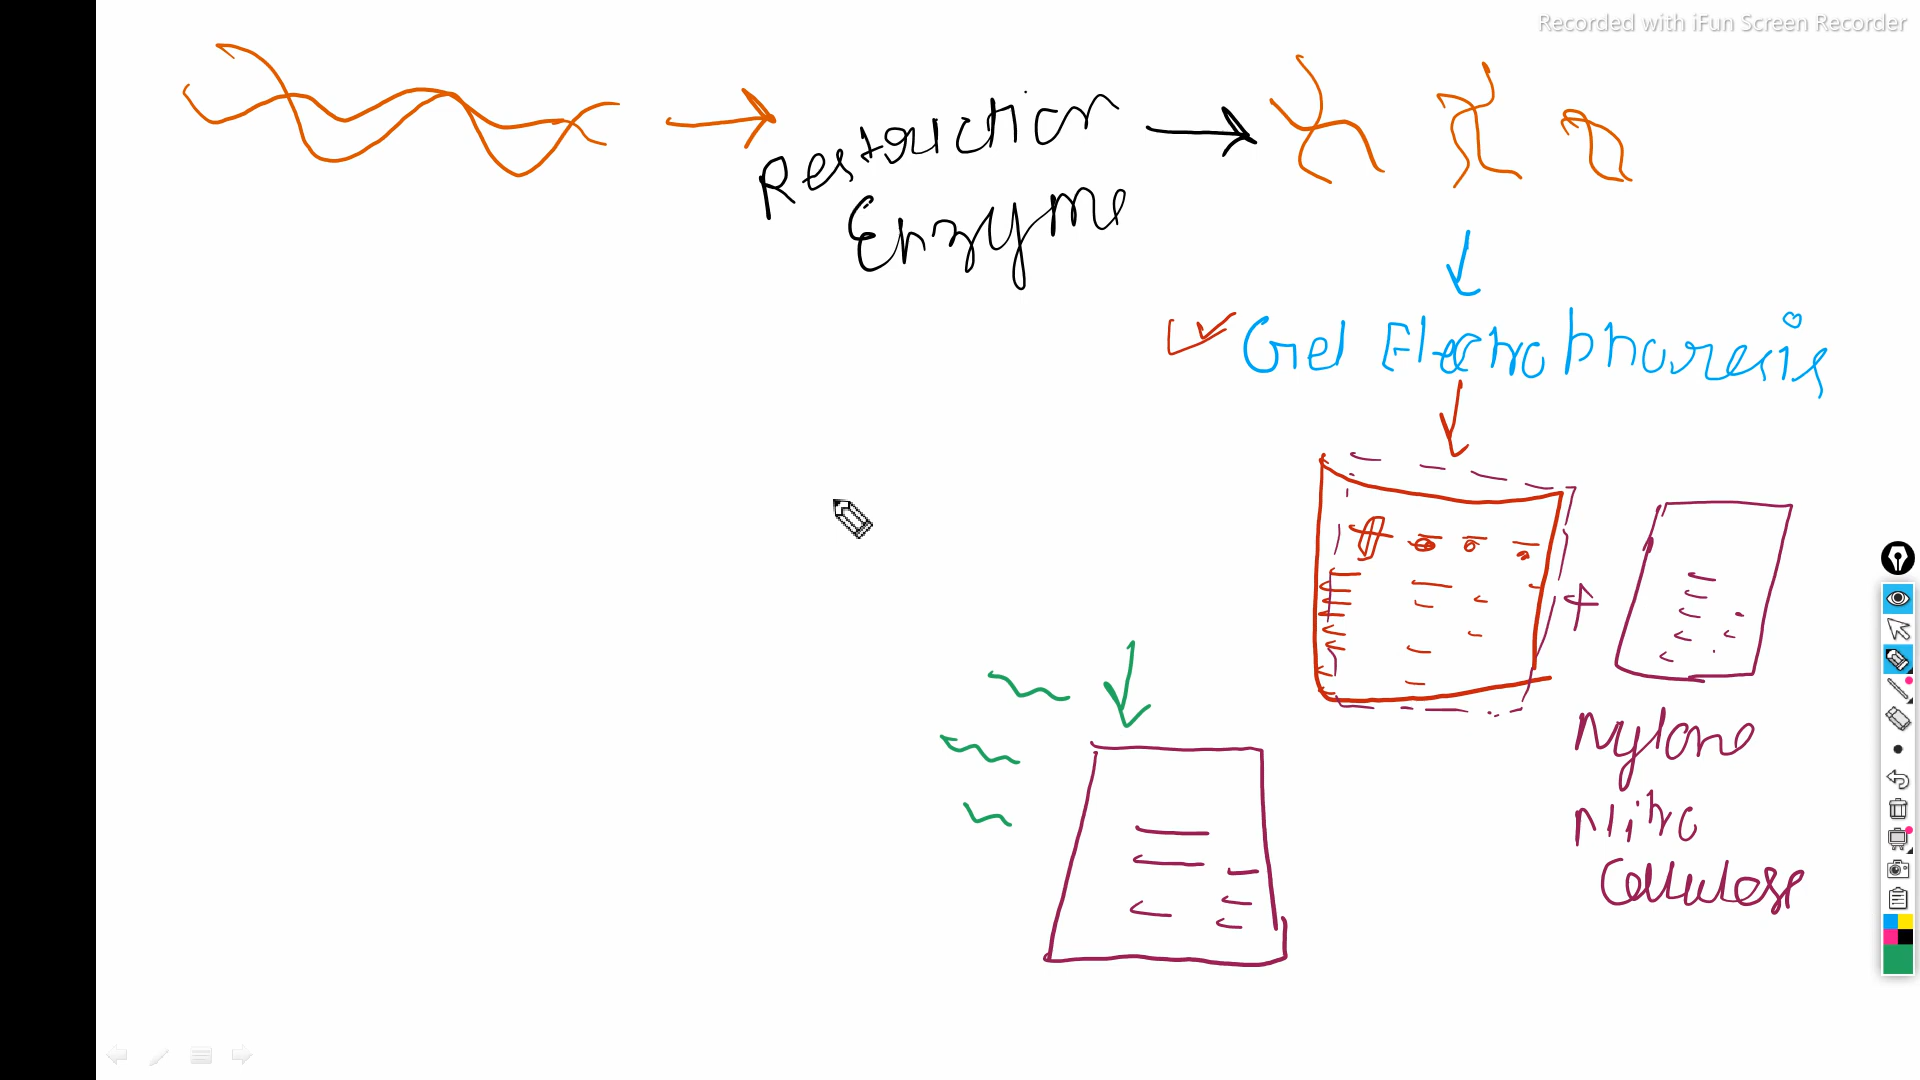 Recorded with iFun Screen Recorder
Restriction
Enzyme
Gel Electrophoresis
Nylone
Nitro
Cellulose